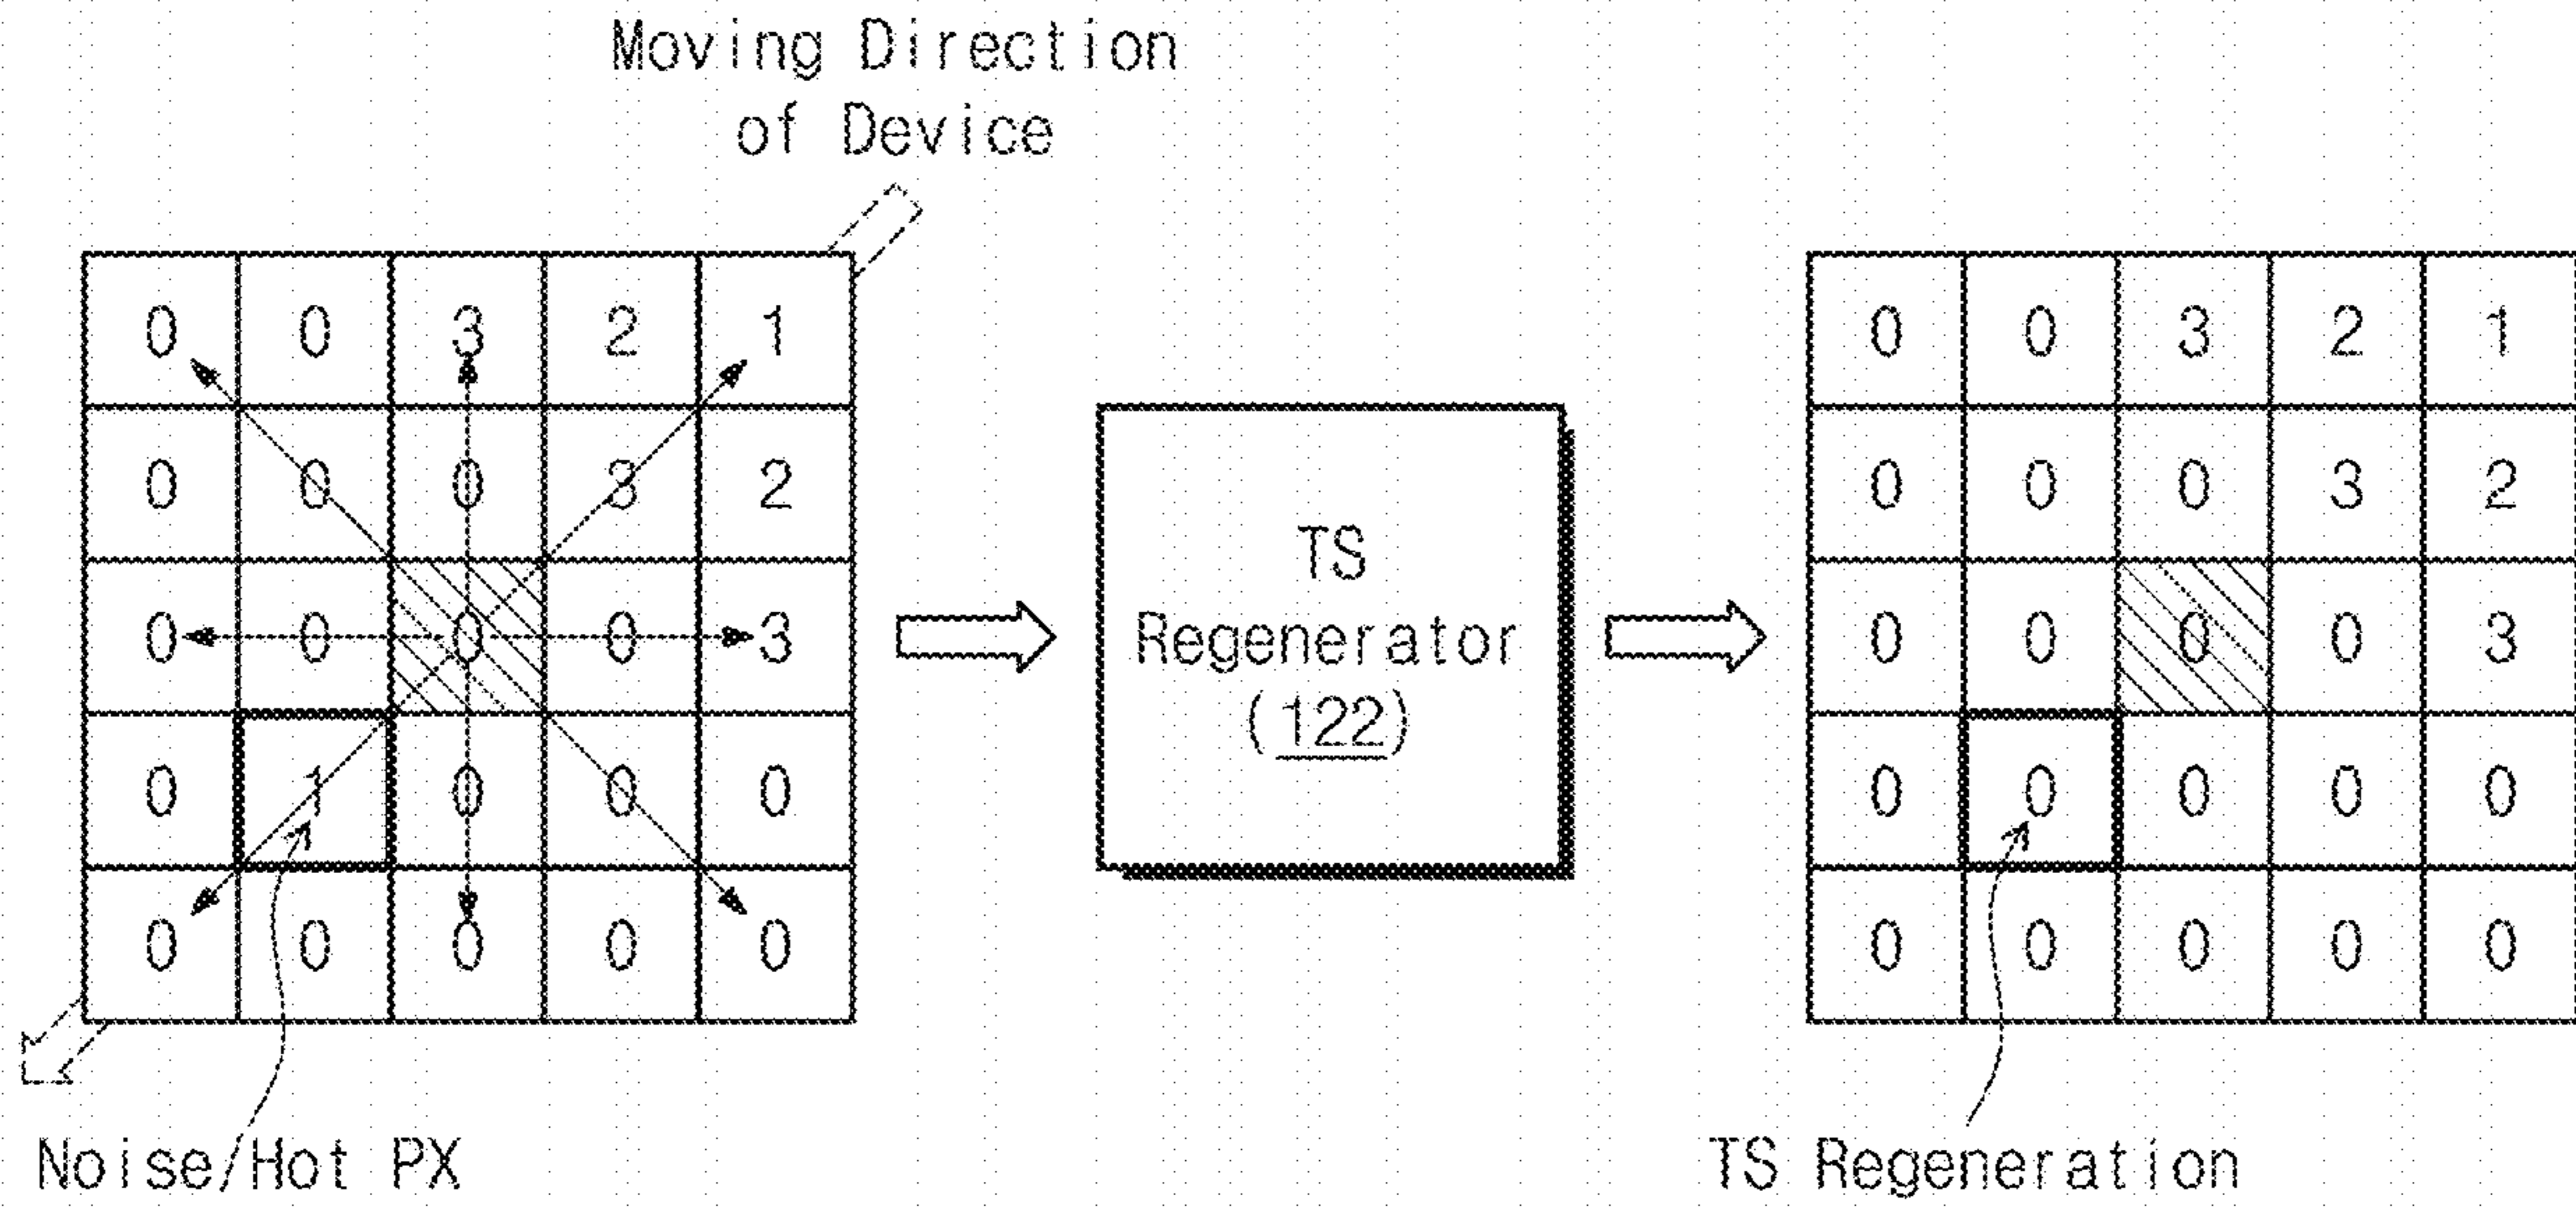 Moving Direction
of Device
0 0 3 2 1
0 0 0 3 2
0 0 0 0 3
0 1 0 0 0
0 0 0 0 0
Noise/Hot PX
TS
Regenerator
(122)
0 0 3 2 1
0 0 0 3 2
0 0 0 0 3
0 0 0 0 0
0 0 0 0 0
TS Regeneration